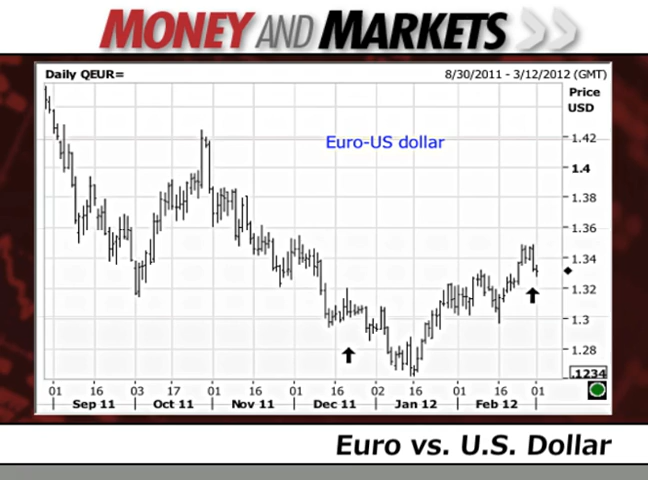 MONEY AND MARKETS
Daily QEUR=
8/30/2011 - 3/12/2012 (GMT)
Price
USD
Euro-US dollar
1.42
1.4
1.38
1.36
1.34
1.32
1.3
1.28
.1234
01 16 03 17 01 16 01 16 02 16 01 16 01
Sep 11 Oct 11 Nov 11 Dec 11 Jan 12 Feb 12
Euro vs. U.S. Dollar